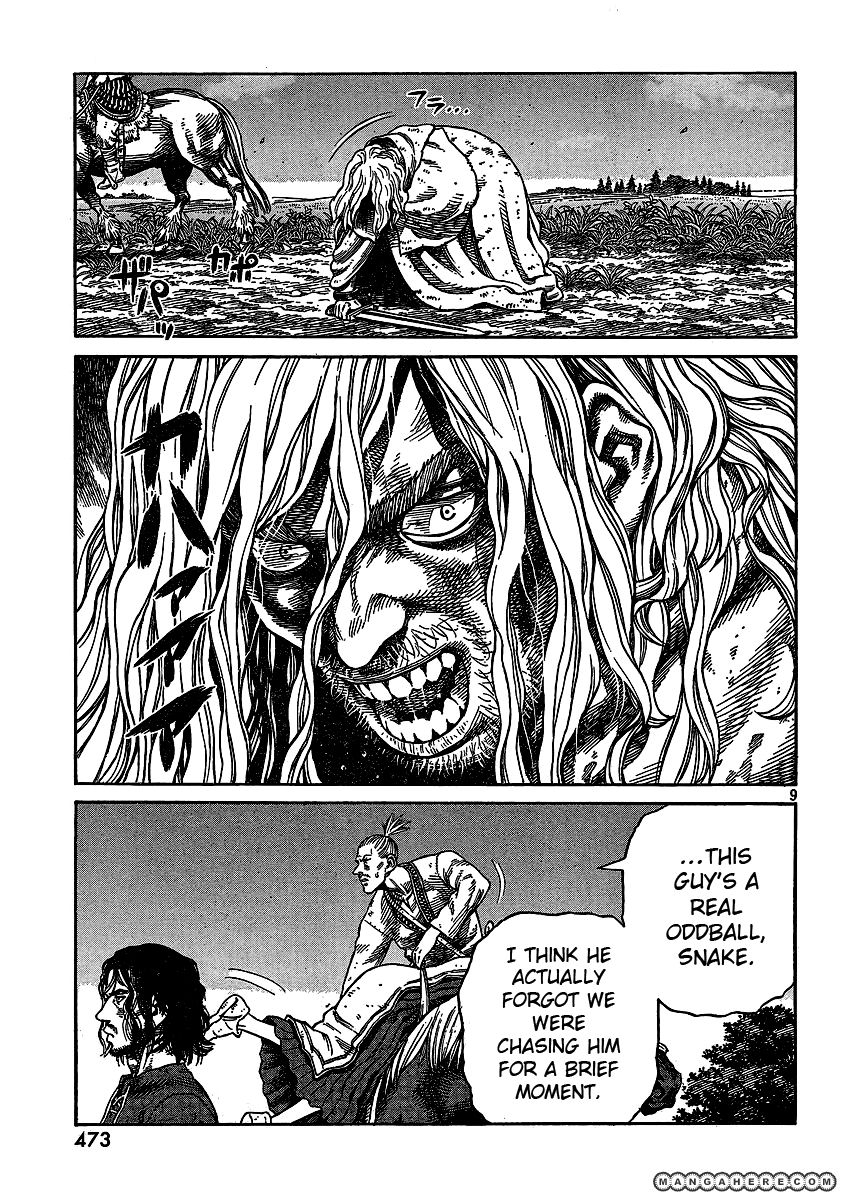 フラ…
カポ
ザパッ
カハァァァァ
9
...THIS
GUY'S A
REAL
ODDBALL,
SNAKE.
I THINK HE
ACTUALLY
FORGOT WE
WERE
CHASING HIM
FOR A BRIEF
MOMENT.
473
MANGAHERE.COM